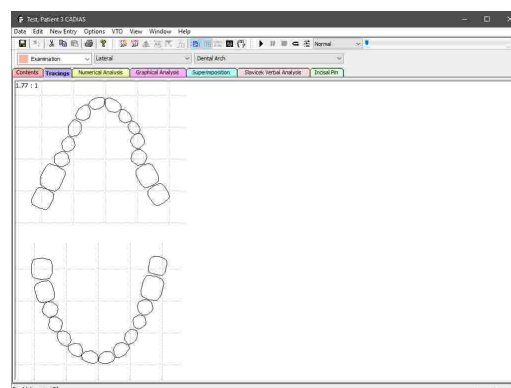 Test, Patient 3 CADIAS
Data Edit New Entry Options VTO View Window Help
Normal
Examination Lateral Dental Arch
Contents Tracings Numerical Analysis Graphical Analysis Superimposition Slavicek Verbal Analysis Incisal Pin
1.77 : 1